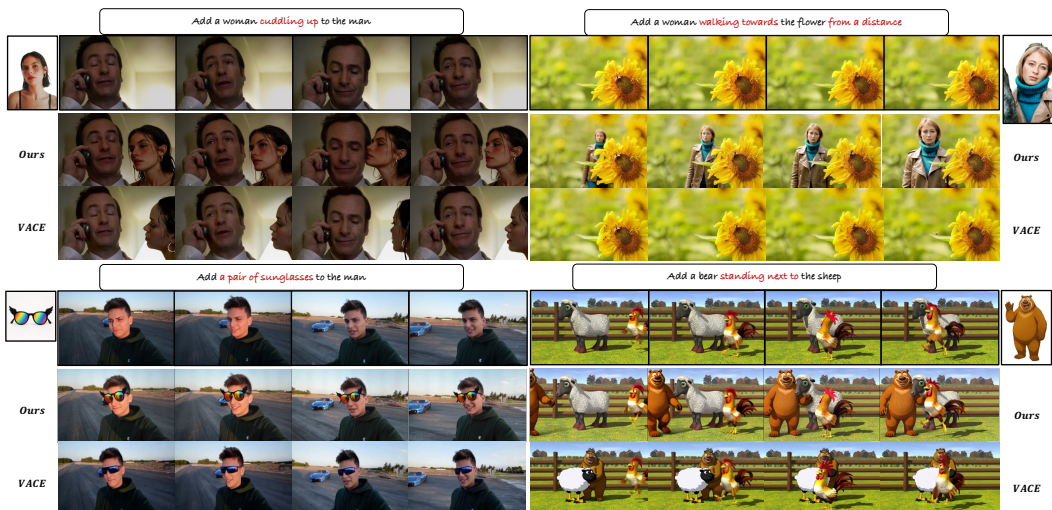 Add a woman cuddling up to the man
Add a woman walking towards the flower from a distance
Ours
Ours
VACE
VACE
Add a pair of sunglasses to the man
Add a bear standing next to the sheep
Ours
Ours
VACE
VACE